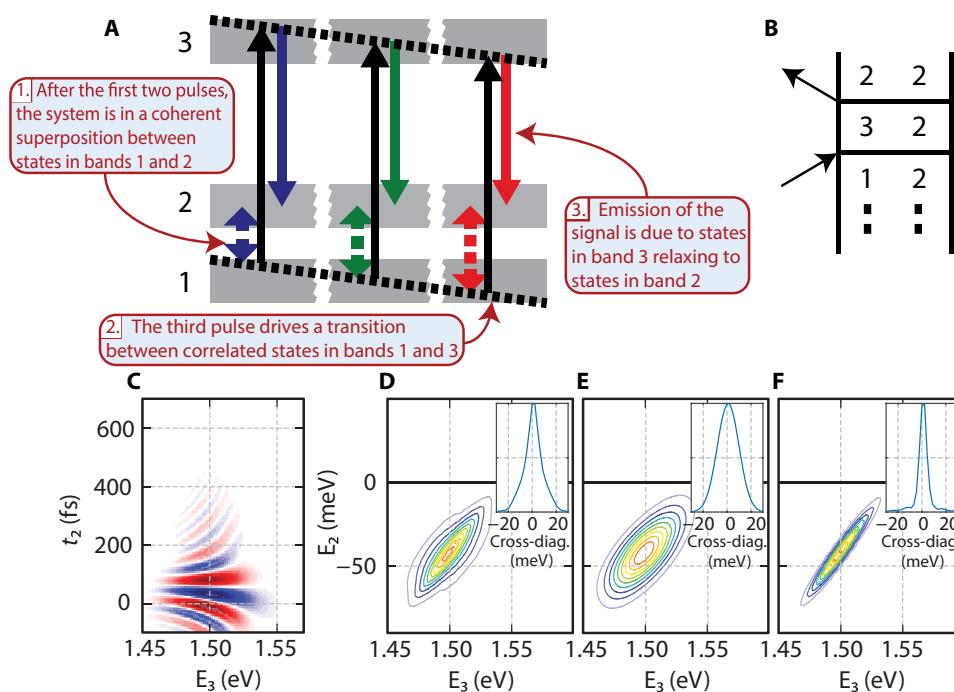 A
B
3
2
1
1. After the first two pulses,
the system is in a coherent
superposition between
states in bands 1 and 2
3. Emission of the
signal is due to states
in band 3 relaxing to
states in band 2
2. The third pulse drives a transition
between correlated states in bands 1 and 3
2 2
3 2
1 2
C
D
E
F
600
400
200
0
t2 (fs)
1.45 1.50 1.55
E3 (eV)
0
−50
E2 (meV)
−20 0 20
Cross-diag.
(meV)
1.45 1.50 1.55
E3 (eV)
−20 0 20
Cross-diag.
(meV)
1.45 1.50 1.55
E3 (eV)
−20 0 20
Cross-diag.
(meV)
1.45 1.50 1.55
E3 (eV)